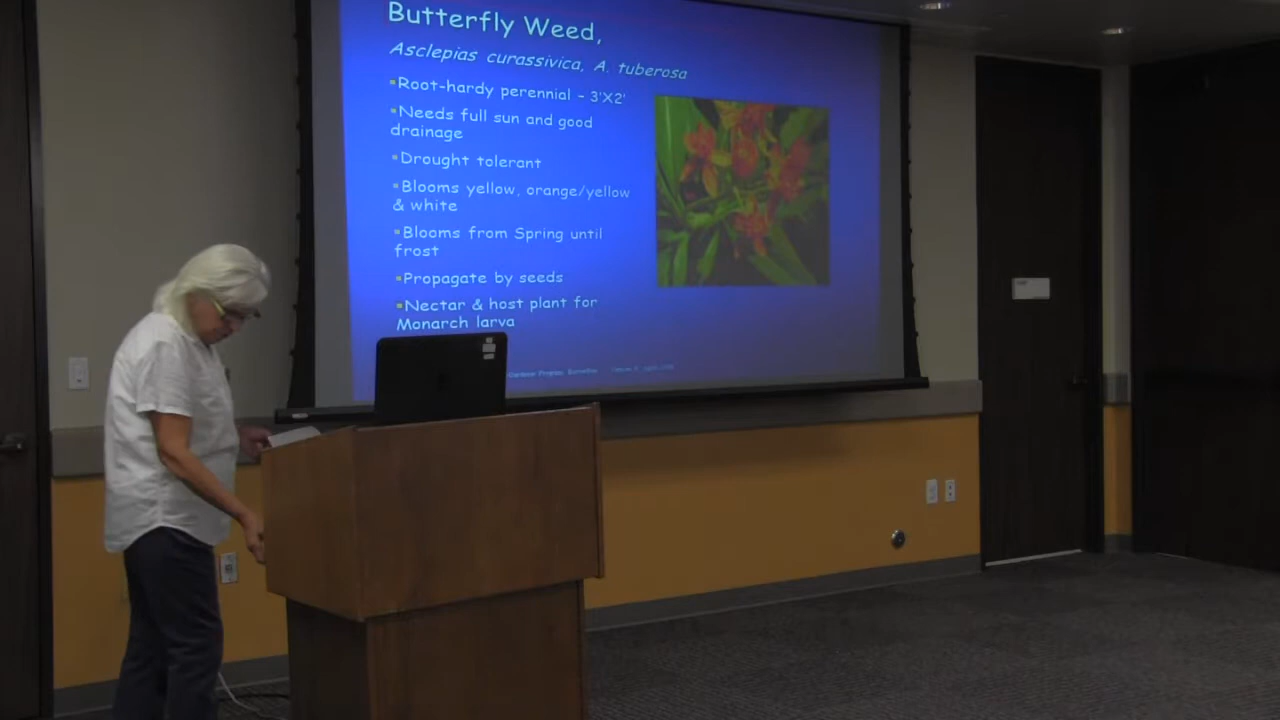 Butterfly Weed,
Asclepias curassivica, A. tuberosa
▪Root-hardy perennial – 3'X2'
▪Needs full sun and good
drainage
▪Drought tolerant
▪Blooms yellow, orange/yellow
& white
▪Blooms from Spring until
frost
▪Propagate by seeds
▪Nectar & host plant for
Monarch larva